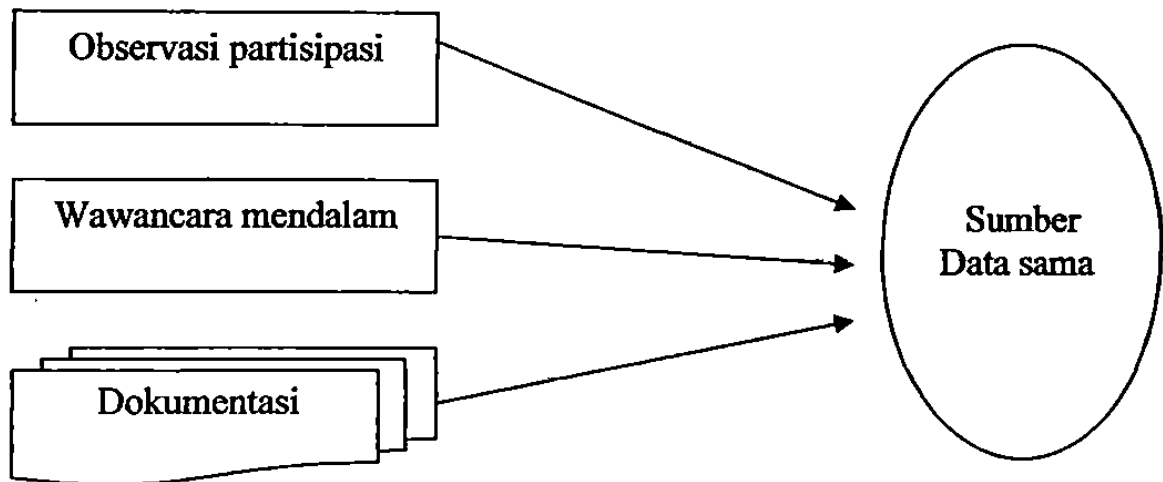 Observasi partisipasi
Wawancara mendalam
Dokumentasi
Sumber
Data sama